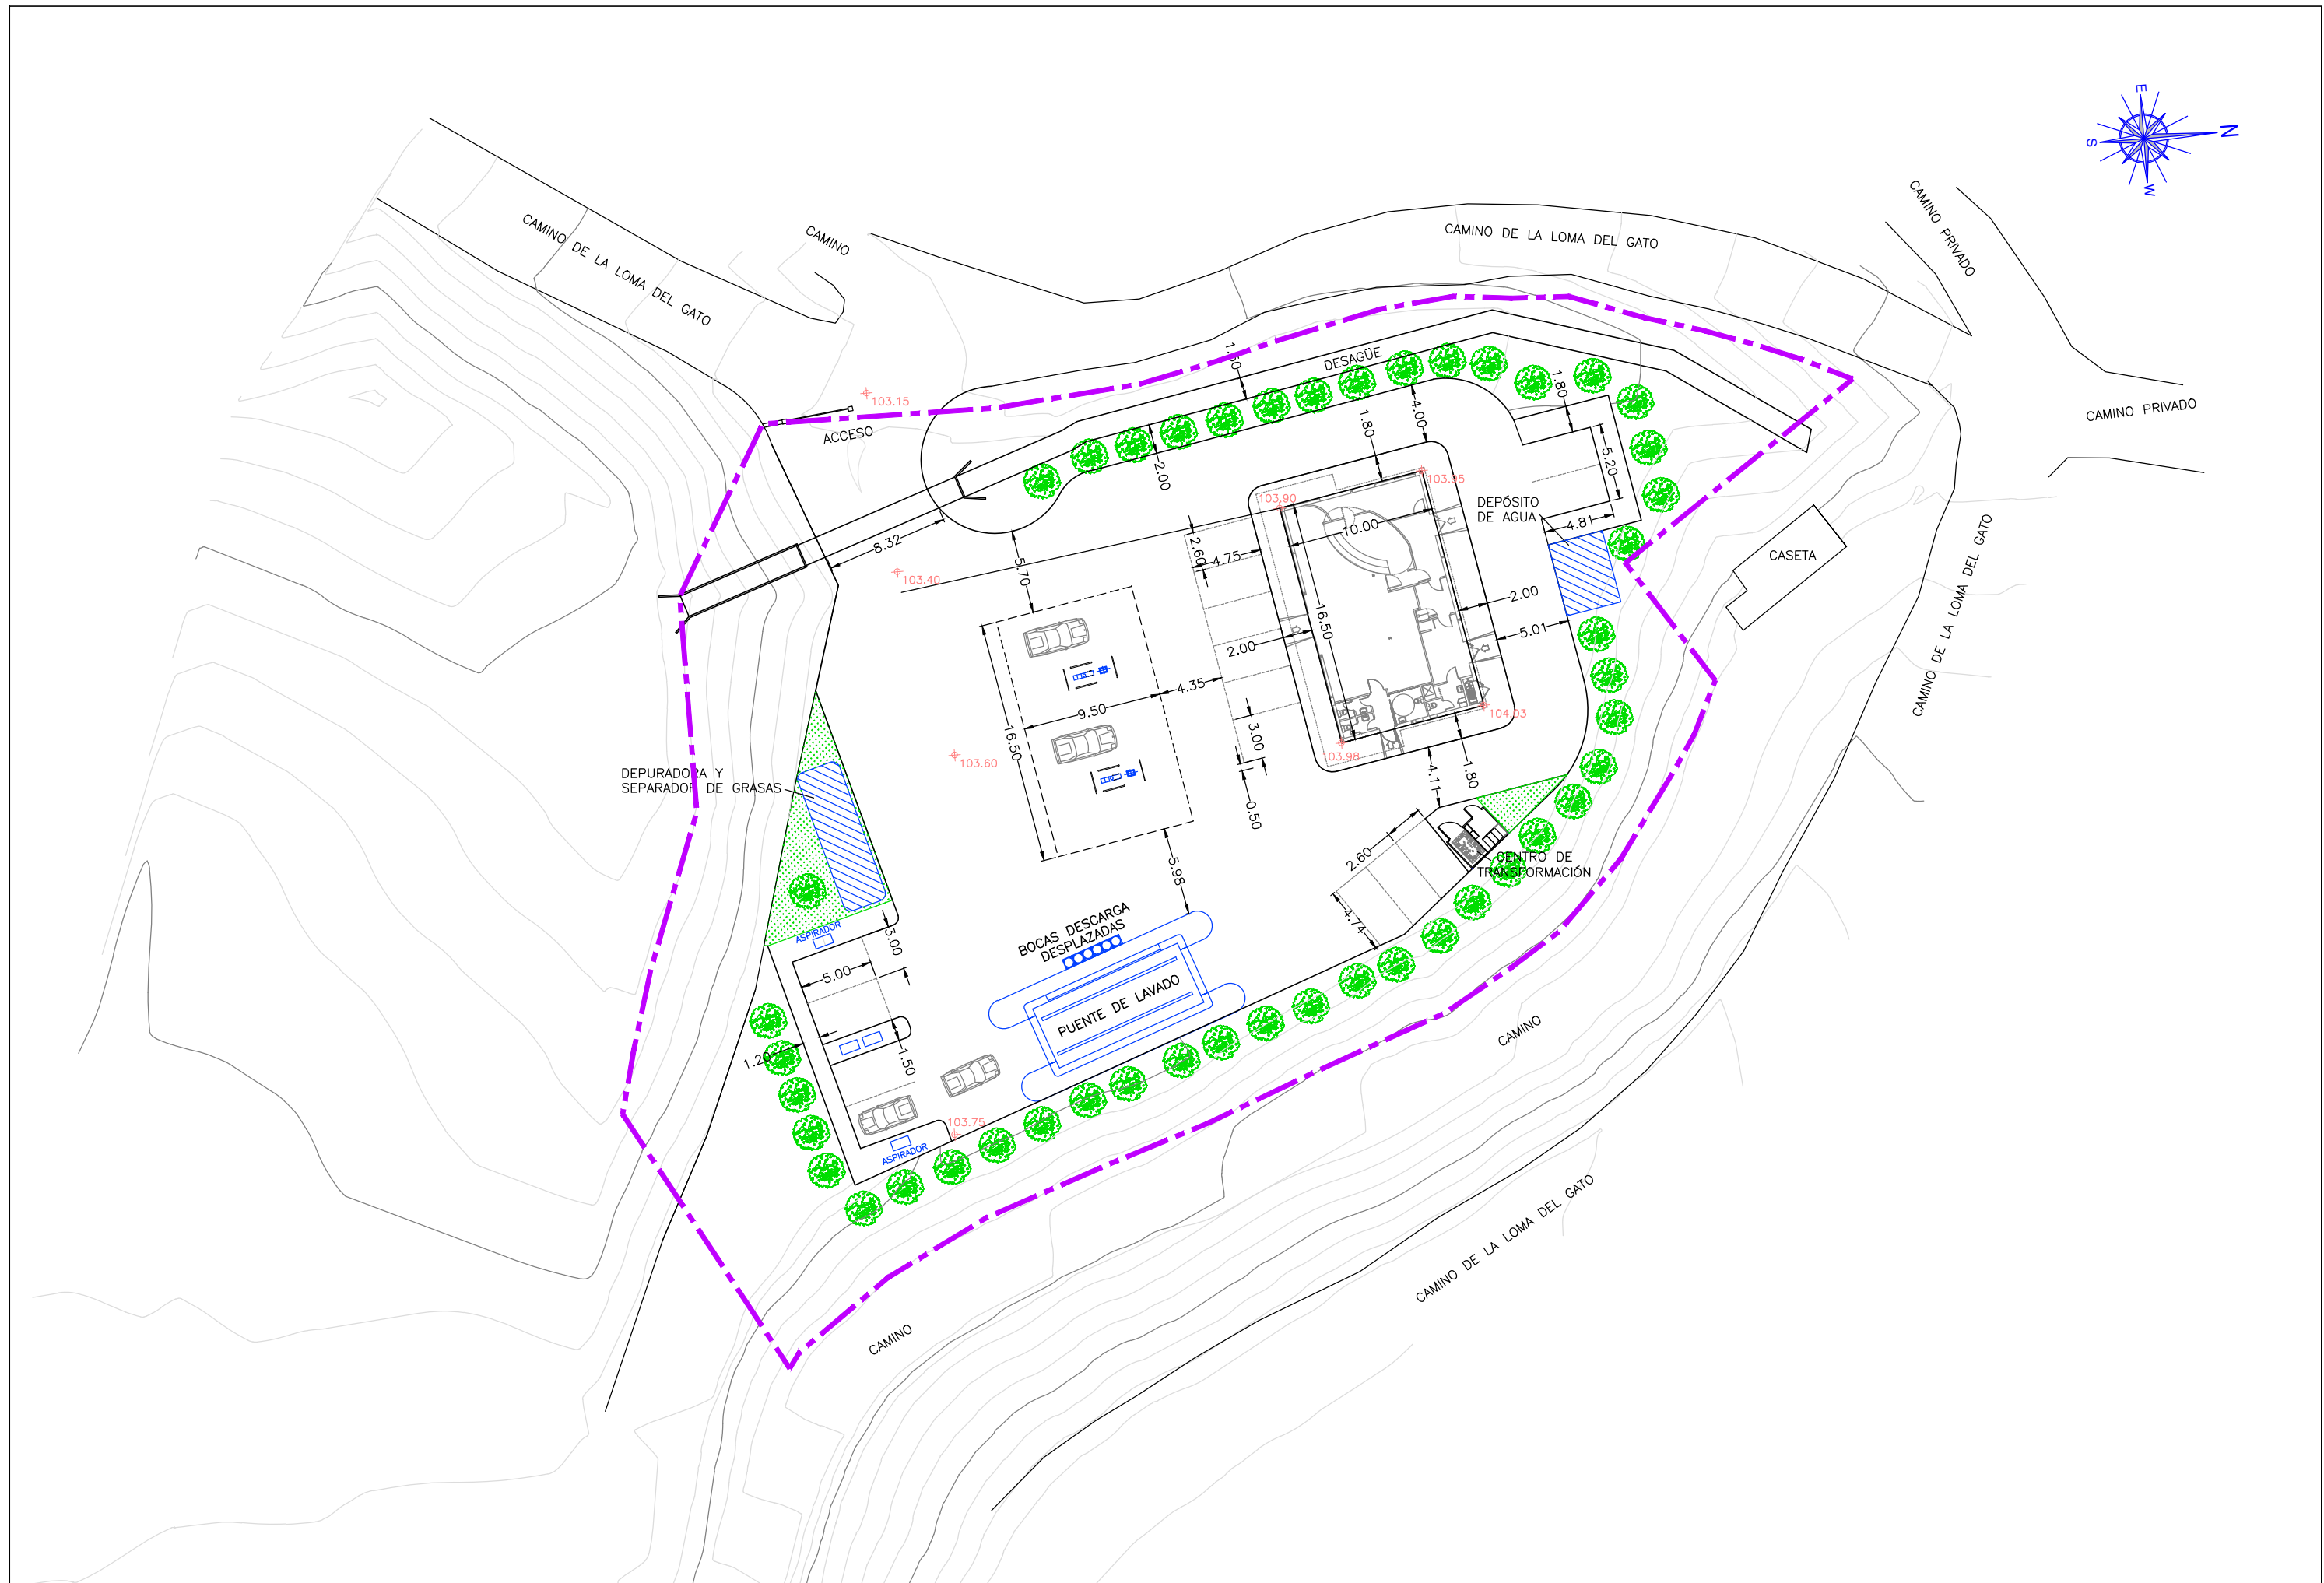 E
N
S
W
CAMINO PRIVADO
CAMINO DE LA LOMA DEL GATO
CAMINO
CAMINO DE LA LOMA DEL GATO
CAMINO PRIVADO
103.15
ACCESO
1.50
DESAGÜE
1.80
4.00
1.80
2.00
5.20
103.95
103.90
DEPÓSITO
DE AGUA
4.81
10.00
8.32
2.60
4.75
5.70
103.40
CASETA
CAMINO DE LA LOMA DEL GATO
2.00
16.50
5.01
2.00
4.35
9.50
16.50
3.00
104.03
103.98
103.60
1.80
4.11
0.50
DEPURADORA Y
SEPARADOR DE GRASAS
2.60
CENTRO DE
TRANSFORMACIÓN
5.98
4.74
BOCAS DESCARGA
DESPLAZADAS
ASPIRADOR
3.00
5.00
PUENTE DE LAVADO
1.20
1.50
CAMINO
103.75
ASPIRADOR
CAMINO DE LA LOMA DEL GATO
CAMINO